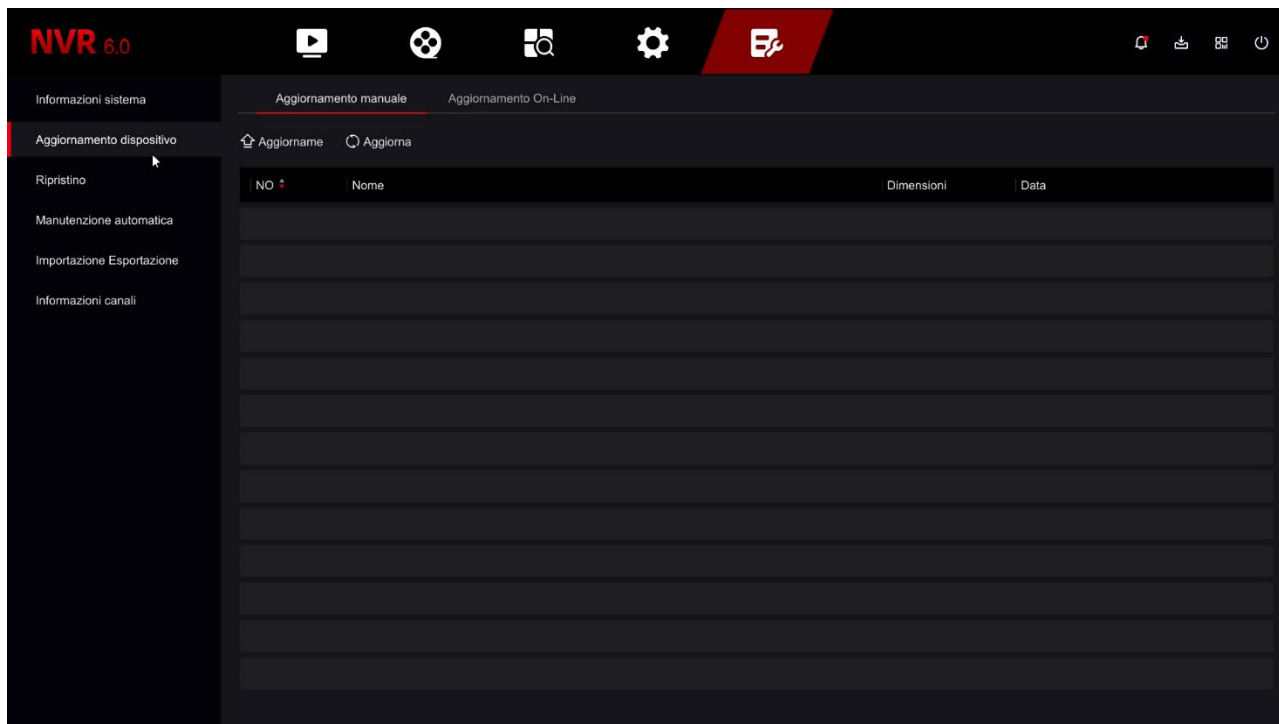 NVR 6.0
Informazioni sistema
Aggiornamento dispositivo
Ripristino
Manutenzione automatica
Importazione Esportazione
Informazioni canali
Aggiornamento manuale Aggiornamento On-Line
Aggiorname Aggiorna
NO Nome Dimensioni Data